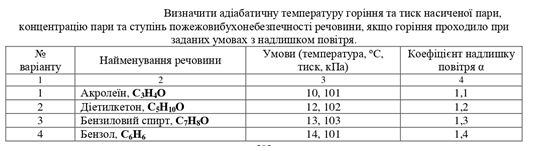 Визначити адіабатичну температуру горіння та тиск насиченої пари,
концентрацію пари та ступінь пожежовибухонебезпечності речовини, якщо горіння проходило при
заданих умовах з надлишком повітря.
№ варіанту Найменування речовини Умови (температура, °С, тиск, кПа) Коефіцієнт надлишку повітря α
1 2 3 4
1 Акролеїн, C3H4O 10, 101 1,1
2 Діетилкетон, C5H10O 12, 102 1,2
3 Бензиловий спирт, C7H8O 13, 103 1,3
4 Бензол, C6H6 14, 101 1,4